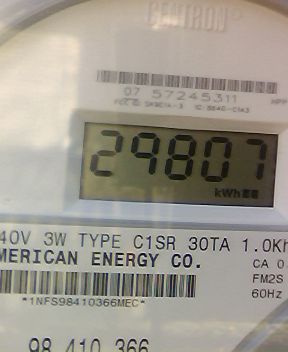 CENTRON®
07 57245311
29807
kWh
40V 3W TYPE C1SR 30TA 1.0Kh
MERICAN ENERGY CO.
CA 0
*1NFS98410366MEC*
FM2S
60Hz
98 410 366